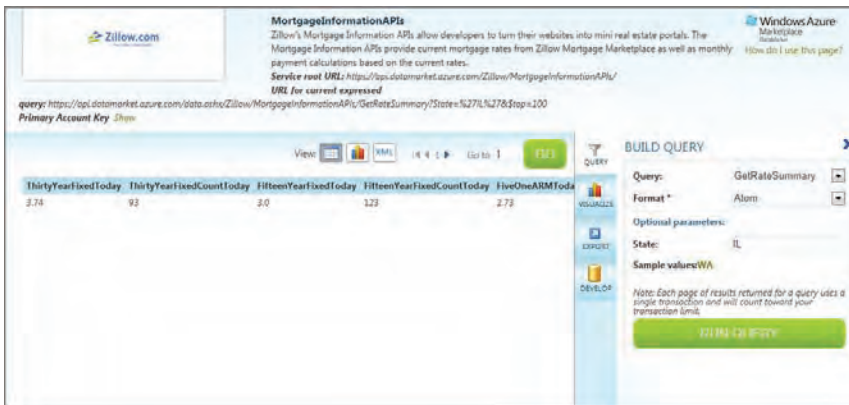 Zillow.com
MortgageInformationAPIs
Zillow's Mortgage Information APIs allow developers to turn their websites into mini real estate portals. The
Mortgage Information APIs provide current mortgage rates from Zillow Mortgage Marketplace as well as monthly
payment calculations based on the current rates.
Service root URL: https://api.datamarket.azure.com/Zillow/MortgageInformationAPIs/
URL for current expressed
query: https://api.datamarket.azure.com/data.ashx/Zillow/MortgageInformationAPIs/GetRateSummary?State=%27IL%27&$top=100
Primary Account Key Show
Windows Azure
Marketplace
How do I use this page?
View:
XML
1
Go to 1
ThirtyYearFixedToday ThirtyYearFixedCountToday FifteenYearFixedToday FifteenYearFixedCountToday FiveOneARMToda
3.74 93 3.0 123 2.73
QUERY
VISUALIZE
EXPORT
DEVELOP
BUILD QUERY
Query: GetRateSummary
Format * Atom
Optional parameters:
State: IL
Sample values:WA
Note: Each page of results returned for a query uses a
single transaction and will count toward your
transaction limit.
RUN QUERY